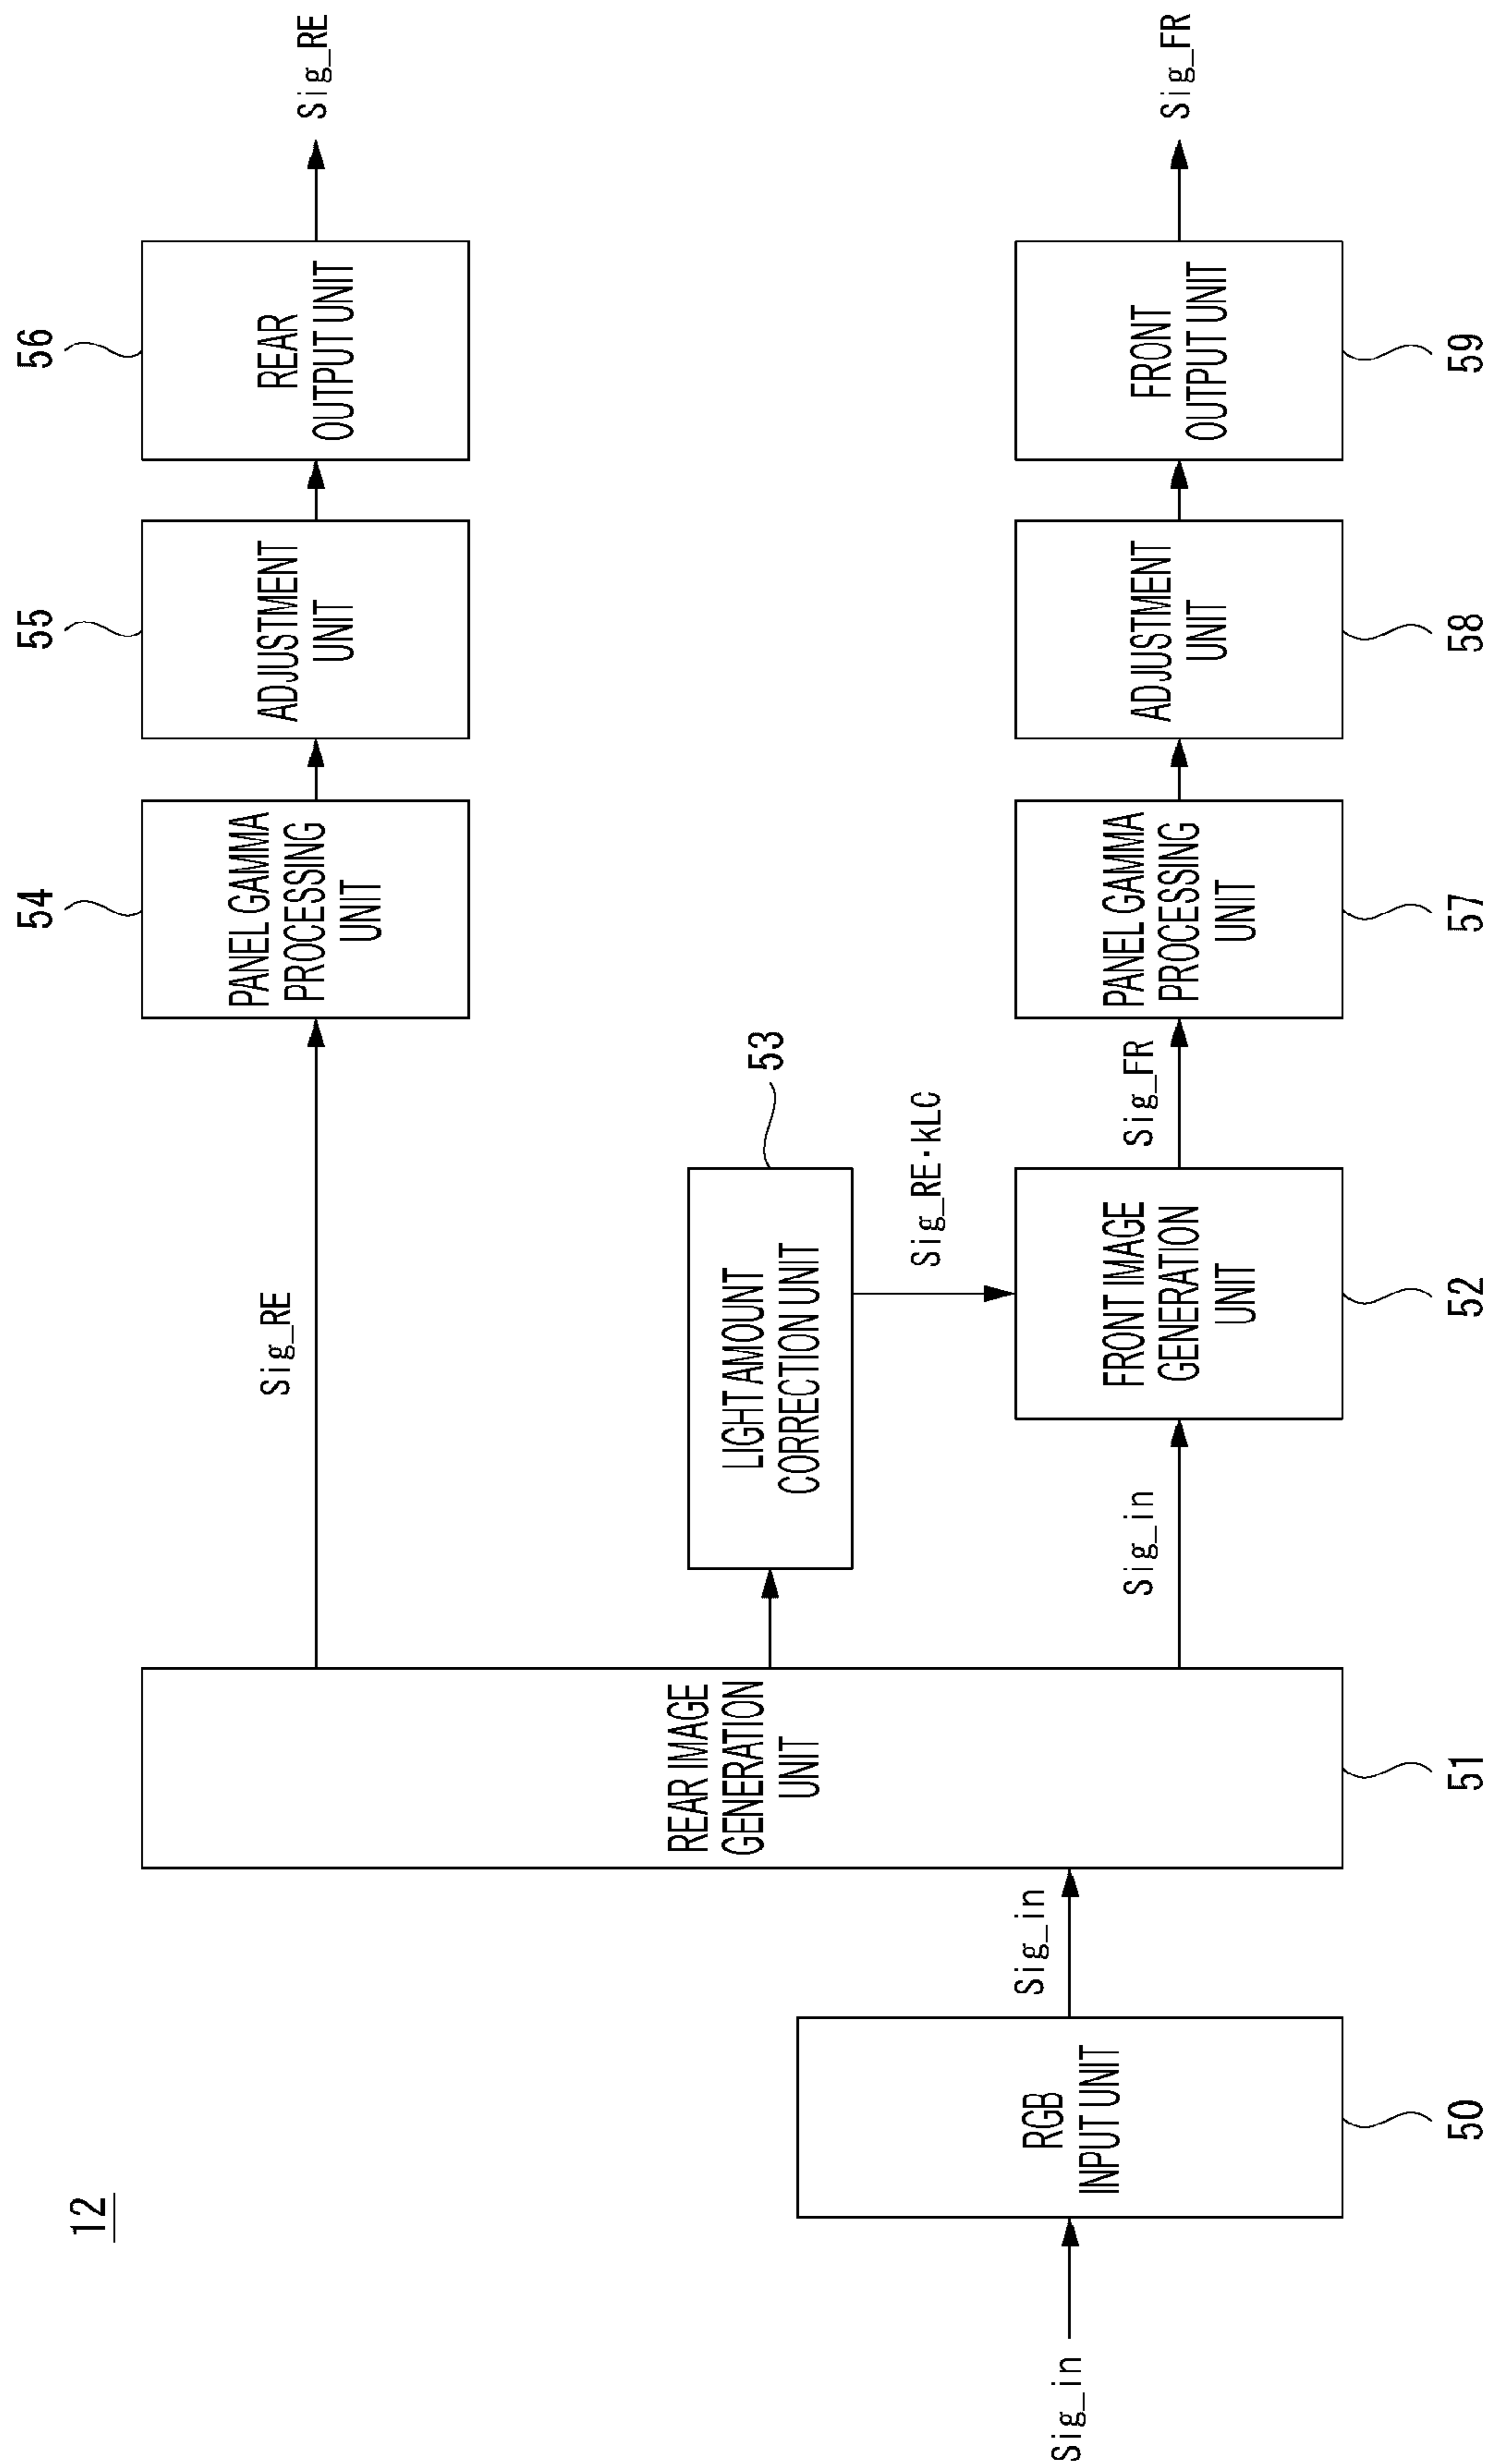 12
Sig_in
RGB
INPUT UNIT
50
Sig_in
REAR IMAGE
GENERATION
UNIT
51
Sig_RE
PANEL GAMMA
PROCESSING
UNIT
54
ADJUSTMENT
UNIT
55
REAR
OUTPUT UNIT
56
Sig_RE
LIGHT AMOUNT
CORRECTION UNIT
53
Sig_RE・kLC
Sig_in
FRONT IMAGE
GENERATION
UNIT
52
Sig_FR
PANEL GAMMA
PROCESSING
UNIT
57
ADJUSTMENT
UNIT
58
FRONT
OUTPUT UNIT
59
Sig_FR